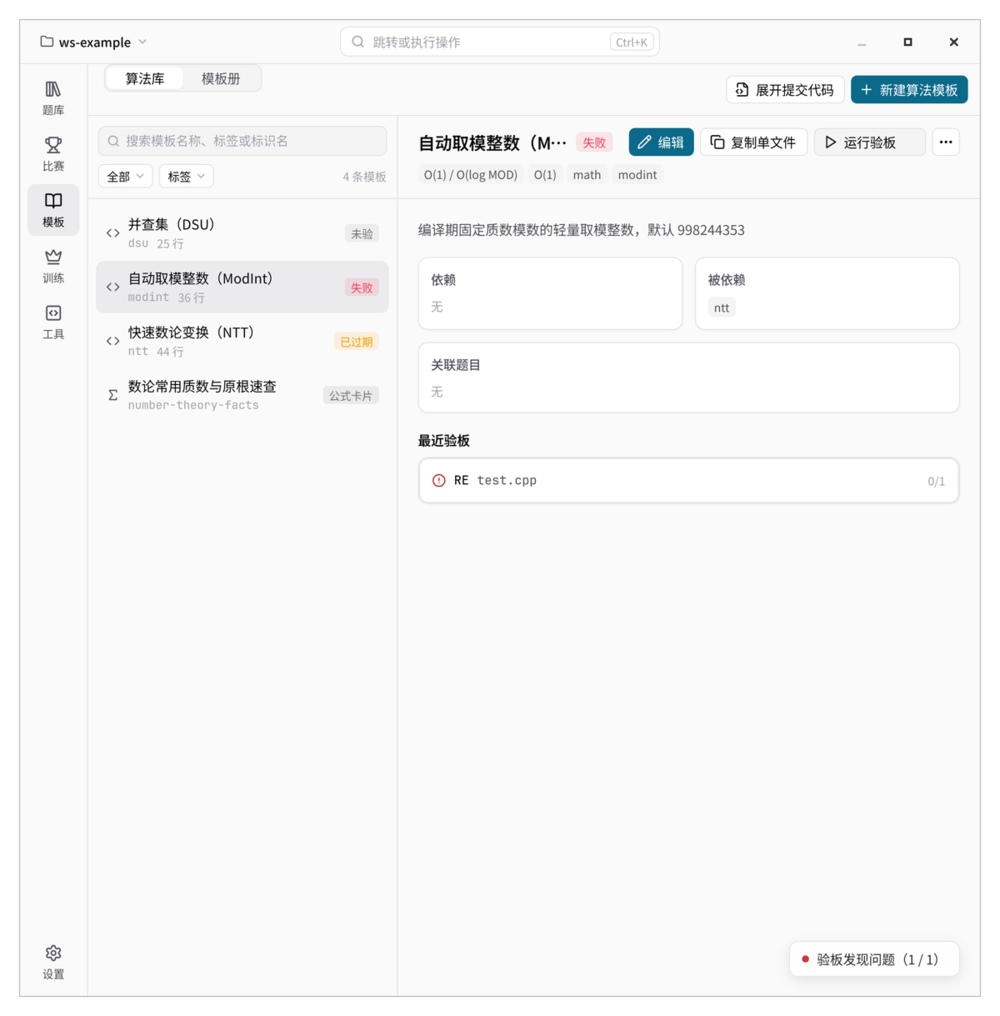 ws-example
跳转或执行操作
Ctrl+K
题库
比赛
模板
训练
工具
设置
算法库
模板册
展开提交代码
新建算法模板
搜索模板名称、标签或标识名
全部
标签
4 条模板
并查集（DSU）
dsu 25 行
未验
自动取模整数（ModInt）
modint 36 行
失败
快速数论变换（NTT）
ntt 44 行
已过期
数论常用质数与原根速查
number-theory-facts
公式卡片
自动取模整数（M…
失败
编辑
复制单文件
运行验板
O(1) / O(log MOD)
O(1)
math
modint
编译期固定质数模数的轻量取模整数，默认 998244353
依赖
无
被依赖
ntt
关联题目
无
最近验板
RE test.cpp
0/1
验板发现问题（1 / 1）